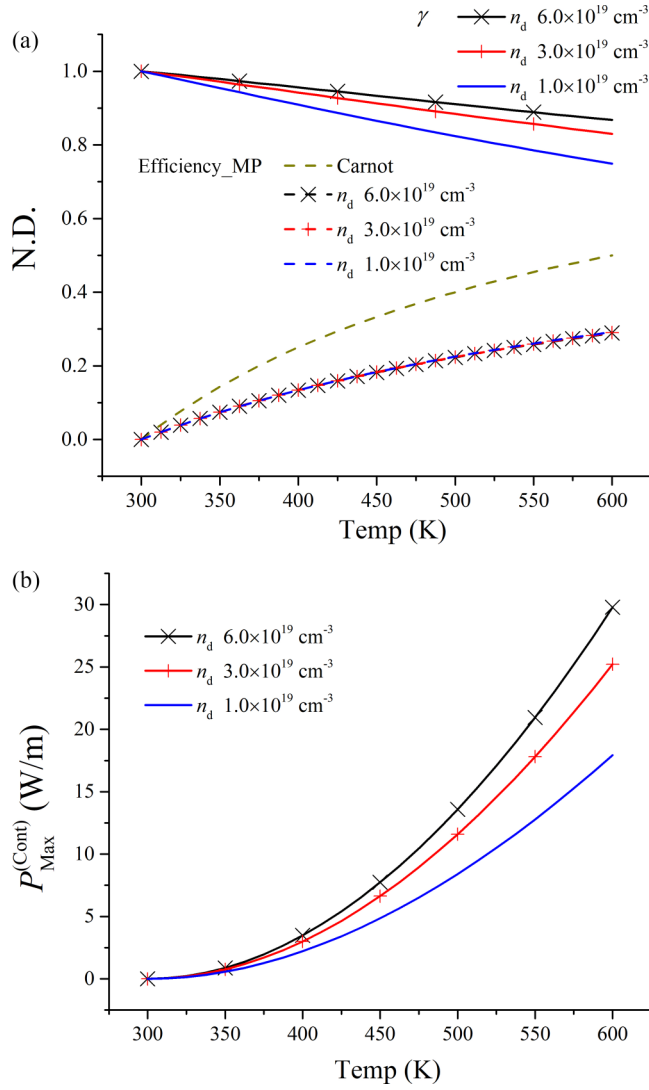 (a)
γ
n_d 6.0×10^19 cm^-3
n_d 3.0×10^19 cm^-3
n_d 1.0×10^19 cm^-3
1.0
0.8
0.6
0.4
0.2
0.0
N.D.
Efficiency_MP
Carnot
n_d 6.0×10^19 cm^-3
n_d 3.0×10^19 cm^-3
n_d 1.0×10^19 cm^-3
300 350 400 450 500 550 600
Temp (K)
(b)
30
25
20
15
10
5
0
P_Max^(Cont) (W/m)
n_d 6.0×10^19 cm^-3
n_d 3.0×10^19 cm^-3
n_d 1.0×10^19 cm^-3
300 350 400 450 500 550 600
Temp (K)